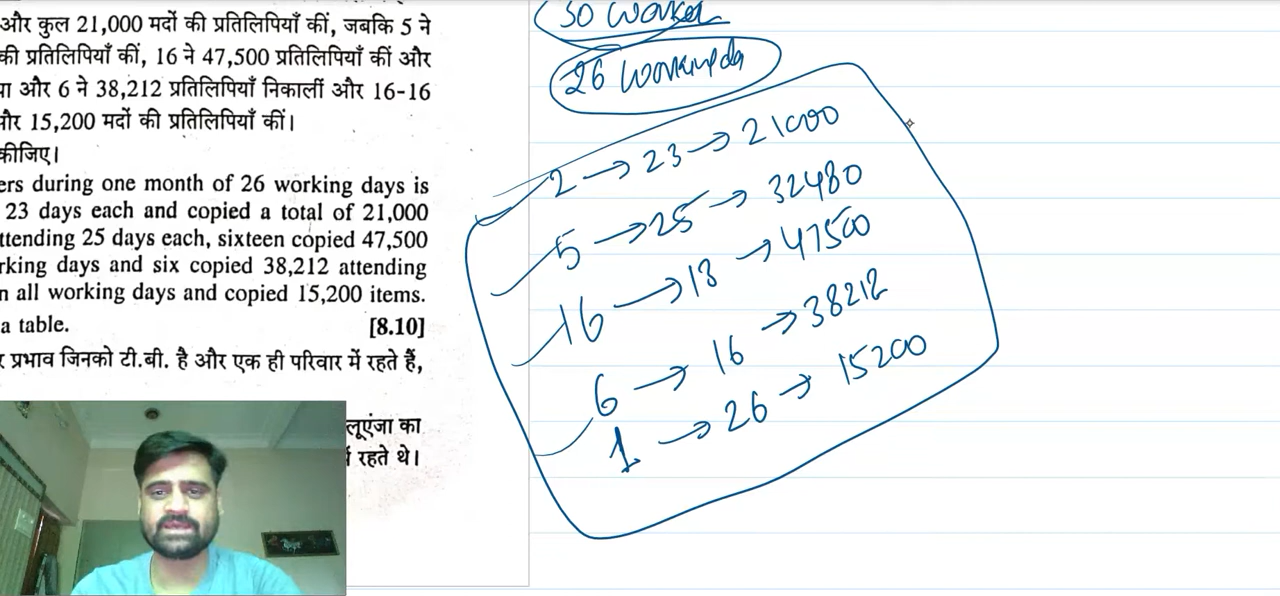 और कुल 21,000 मदों की प्रतिलिपियाँ कीं, जबकि 5 ने
की प्रतिलिपियाँ कीं, 16 ने 47,500 प्रतिलिपियाँ कीं और
और 6 ने 38,212 प्रतिलिपियाँ निकालीं और 16-16
और 15,200 मदों की प्रतिलिपियाँ कीं।
कीजिए।
ers during one month of 26 working days is
23 days each and copied a total of 21,000
ttending 25 days each, sixteen copied 47,500
rking days and six copied 38,212 attending
n all working days and copied 15,200 items.
a table. [8.10]
र प्रभाव जिनको टी.बी. है और एक ही परिवार में रहते हैं,
लूएंजा का
रहते थे।
30 worker
26 working da
2 → 23 → 21000
5 → 25 → 32480
16 → 18 → 47500
6 → 16 → 38212
1 → 26 → 15200